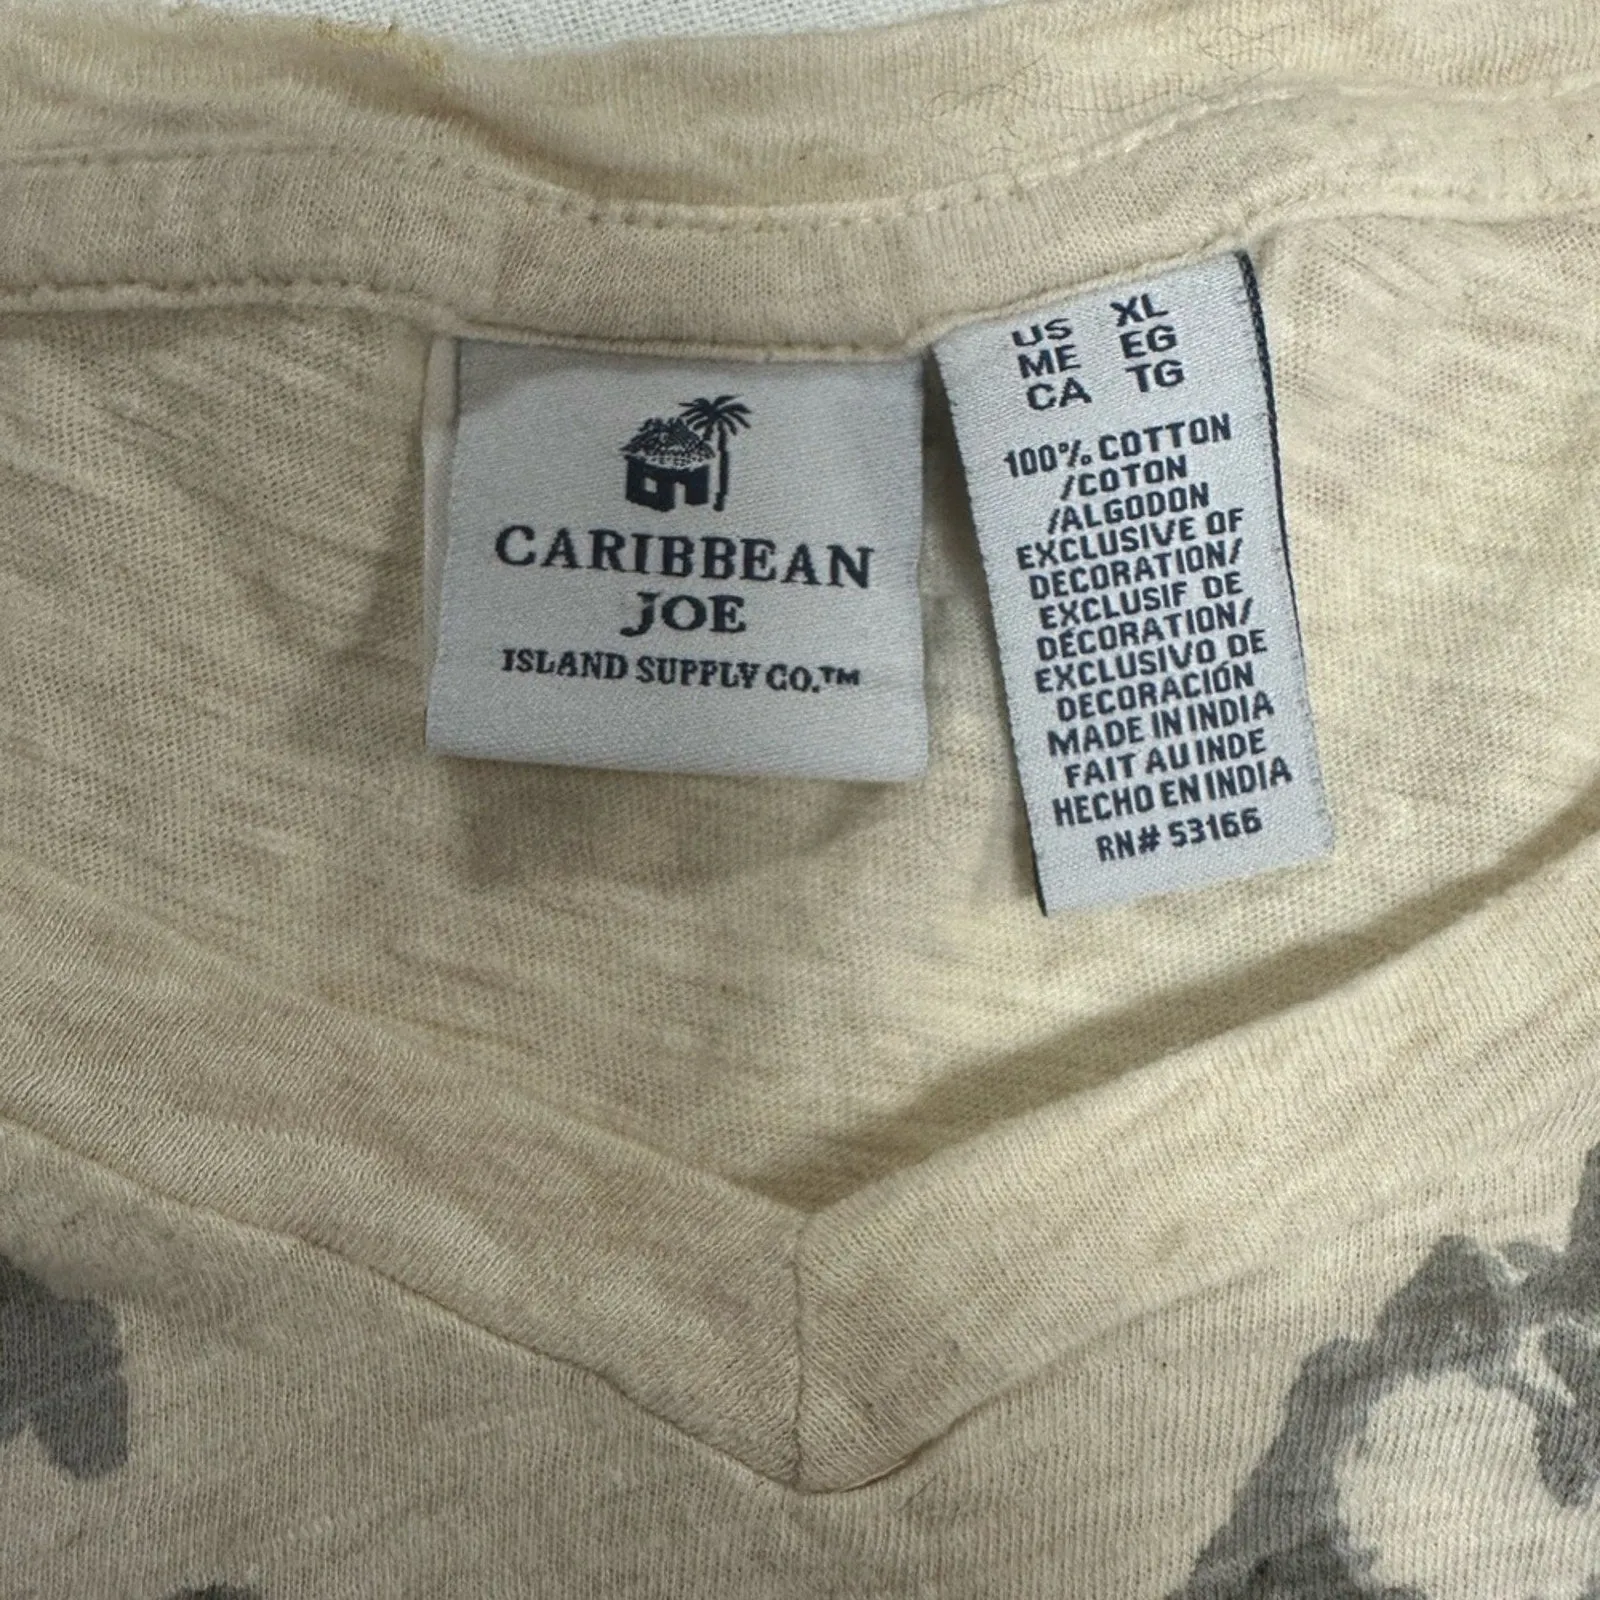 CARIBBEAN
JOE
ISLAND SUPPLY CO.™
US XL
ME EG
CA TG
100% COTTON
/COTON
/ALGODON
EXCLUSIVE OF
DECORATION/
EXCLUSIF DE
DÉCORATION/
EXCLUSIVO DE
DECORACIÓN
MADE IN INDIA
FAIT AU INDE
HECHO EN INDIA
RN# 53166